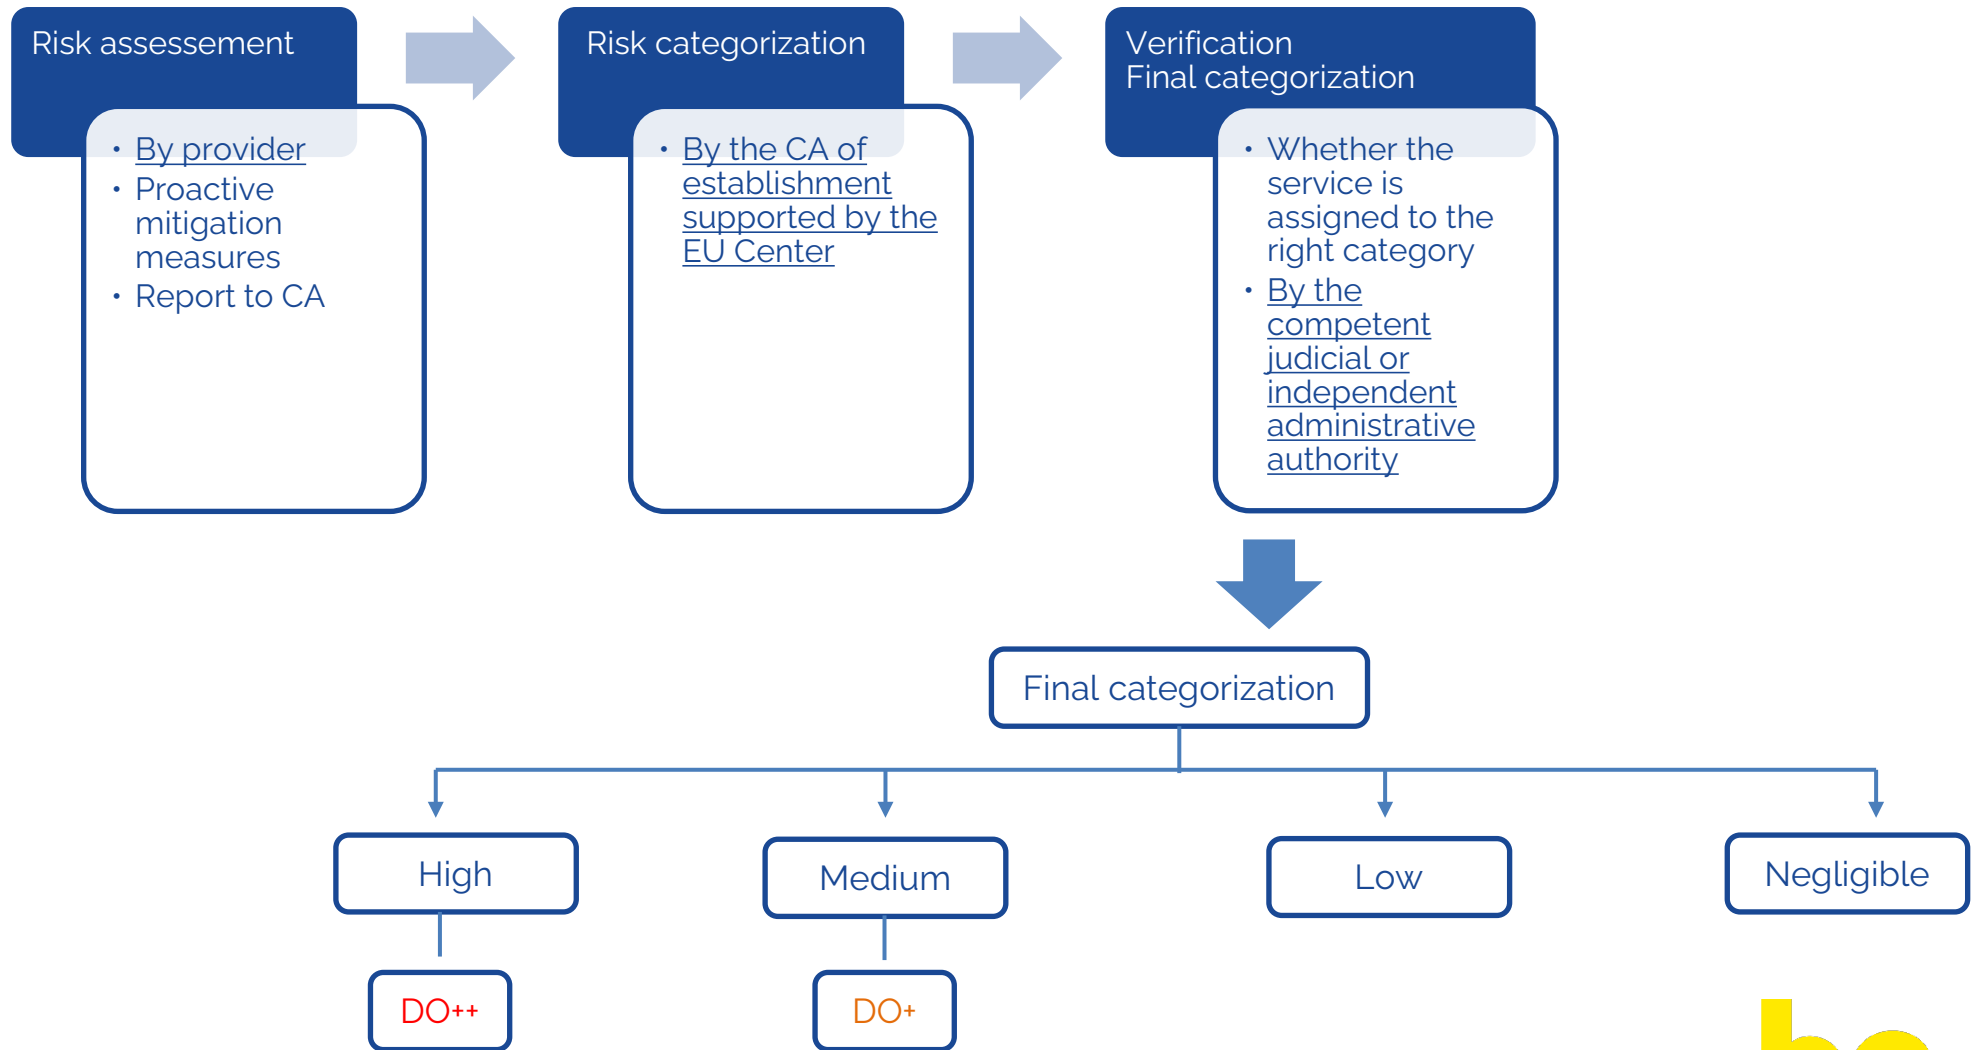 Risk assessement
• By provider
• Proactive
mitigation
measures
• Report to CA
Risk categorization
• By the CA of
establishment
supported by the
EU Center
Verification
Final categorization
• Whether the
service is
assigned to the
right category
• By the
competent
judicial or
independent
administrative
authority
Final categorization
High
Medium
Low
Negligible
DO++
DO+